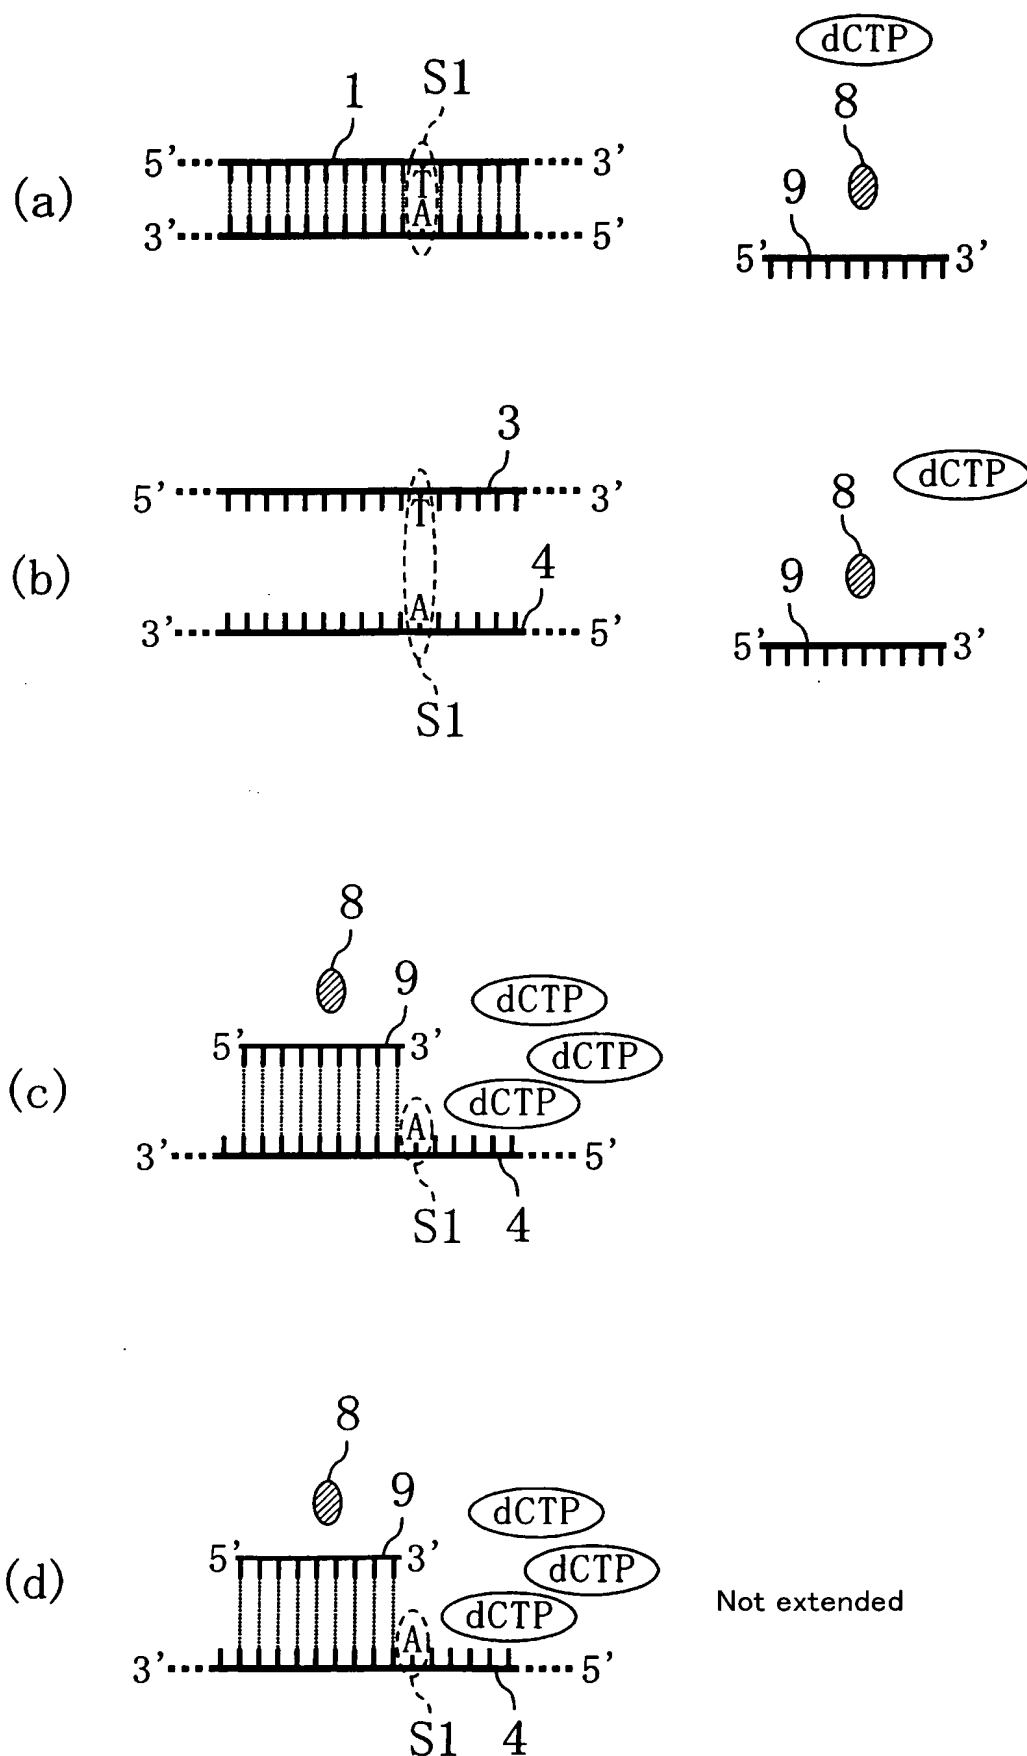 dCTP
S1
1
8
5' 3'
(a)
T
9
A
3' 5'
5' 3'
3
dCTP
5' 3'
8
T
(b)
4
9
A
3' 5'
5' 3'
S1
8
9
dCTP
5' 3'
dCTP
(c)
dCTP
A
3' 5'
S1 4
8
9
dCTP
5' 3'
dCTP
(d)
Not extended
dCTP
A
3' 5'
S1 4